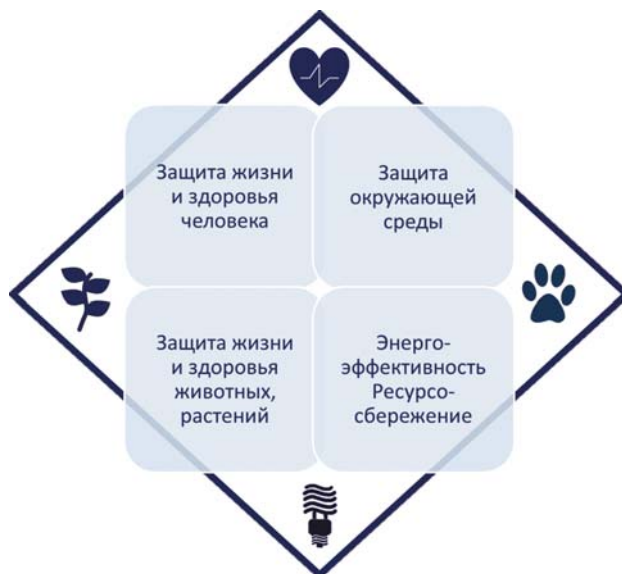 Защита жизни
и здоровья
человека
Защита
окружающей
среды
Защита жизни
и здоровья
животных,
растений
Энерго-
эффективность
Ресурсо-
сбережение